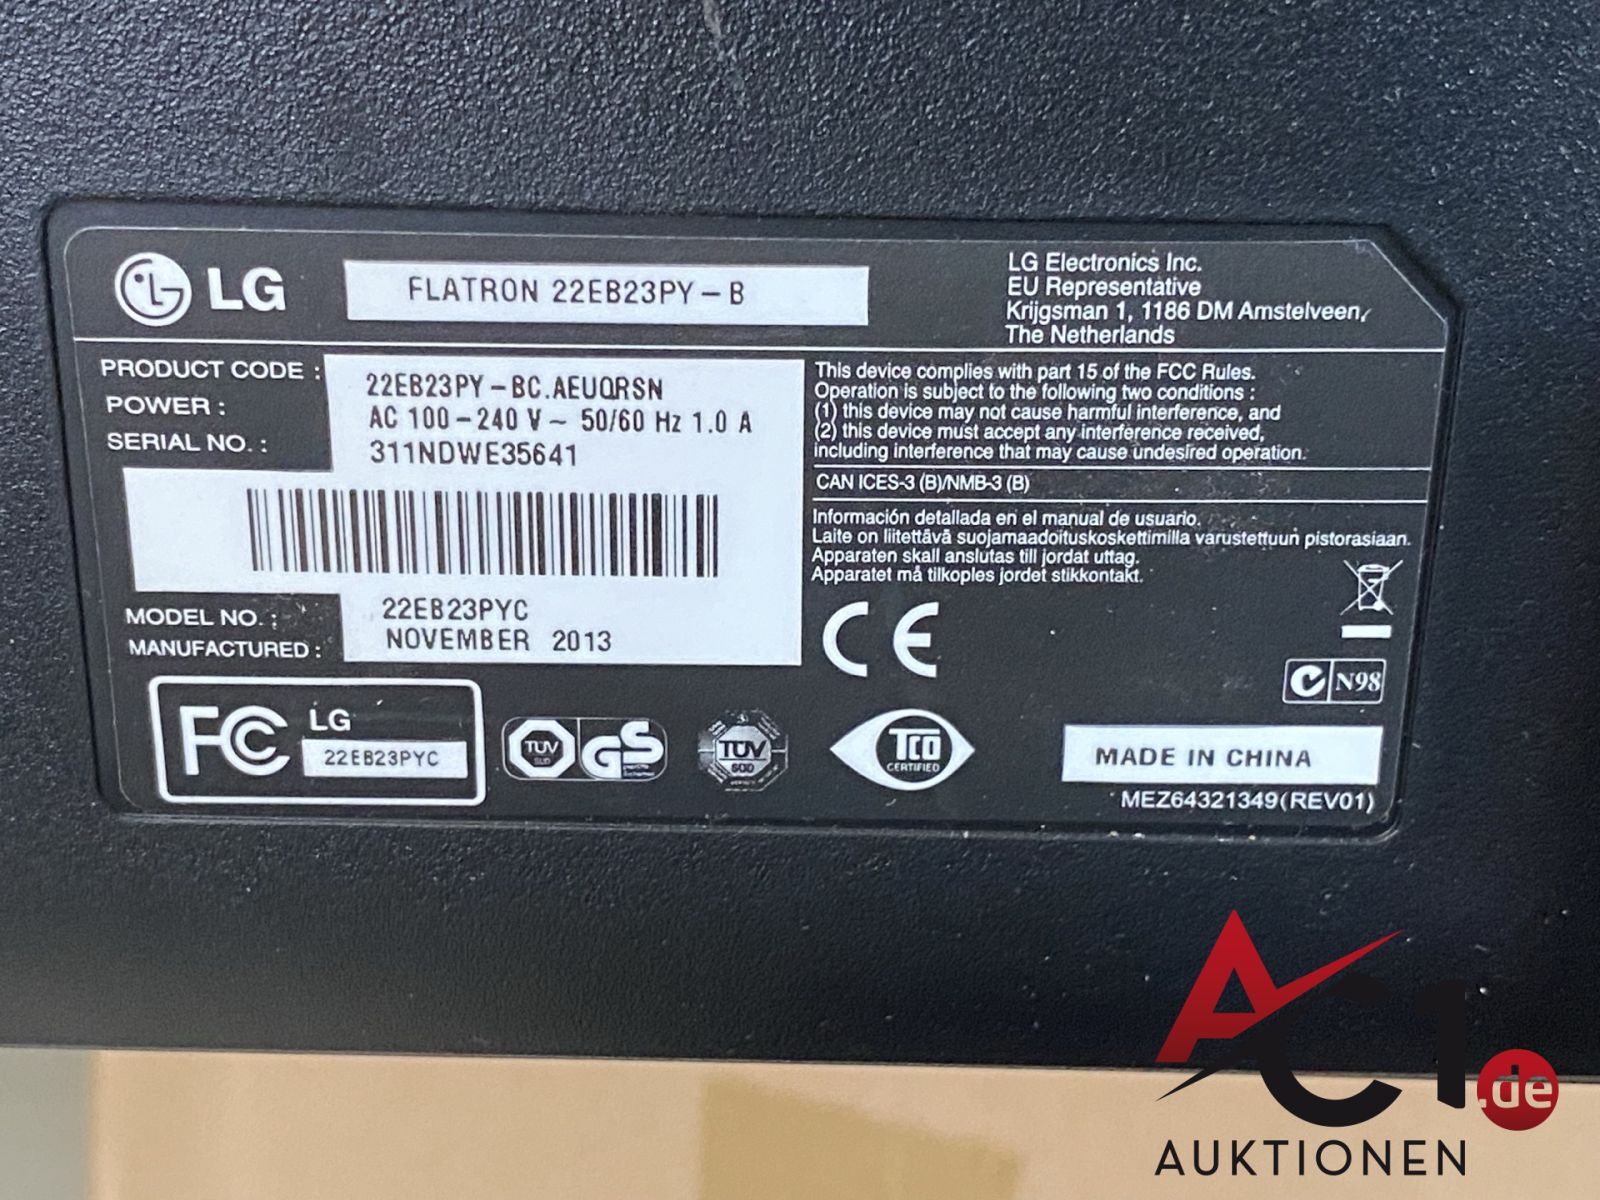 LG
FLATRON 22EB23PY-B
LG Electronics Inc.
EU Representative
Krijgsman 1, 1186 DM Amstelveen,
The Netherlands
PRODUCT CODE : 22EB23PY-BC.AEUQRSN
POWER : AC 100-240 V ~ 50/60 Hz 1.0 A
SERIAL NO. : 311NDWE35641
MODEL NO. : 22EB23PYC
MANUFACTURED : NOVEMBER 2013
This device complies with part 15 of the FCC Rules.
Operation is subject to the following two conditions :
(1) this device may not cause harmful interference, and
(2) this device must accept any interference received,
including interference that may cause undesired operation.
CAN ICES-3 (B)/NMB-3 (B)
Información detallada en el manual de usuario.
Laite on liitettävä suojamaadoituskoskettimilla varustettuun pistorasiaan.
Apparaten skall anslutas till jordat uttag.
Apparatet må tilkoples jordet stikkontakt.
CE
N98
FC LG
22EB23PYC
TÜV
SÜD
GS
TÜV
SÜD
TCO
CERTIFIED
MADE IN CHINA
MEZ64321349(REV01)
AC1.de
AUKTIONEN